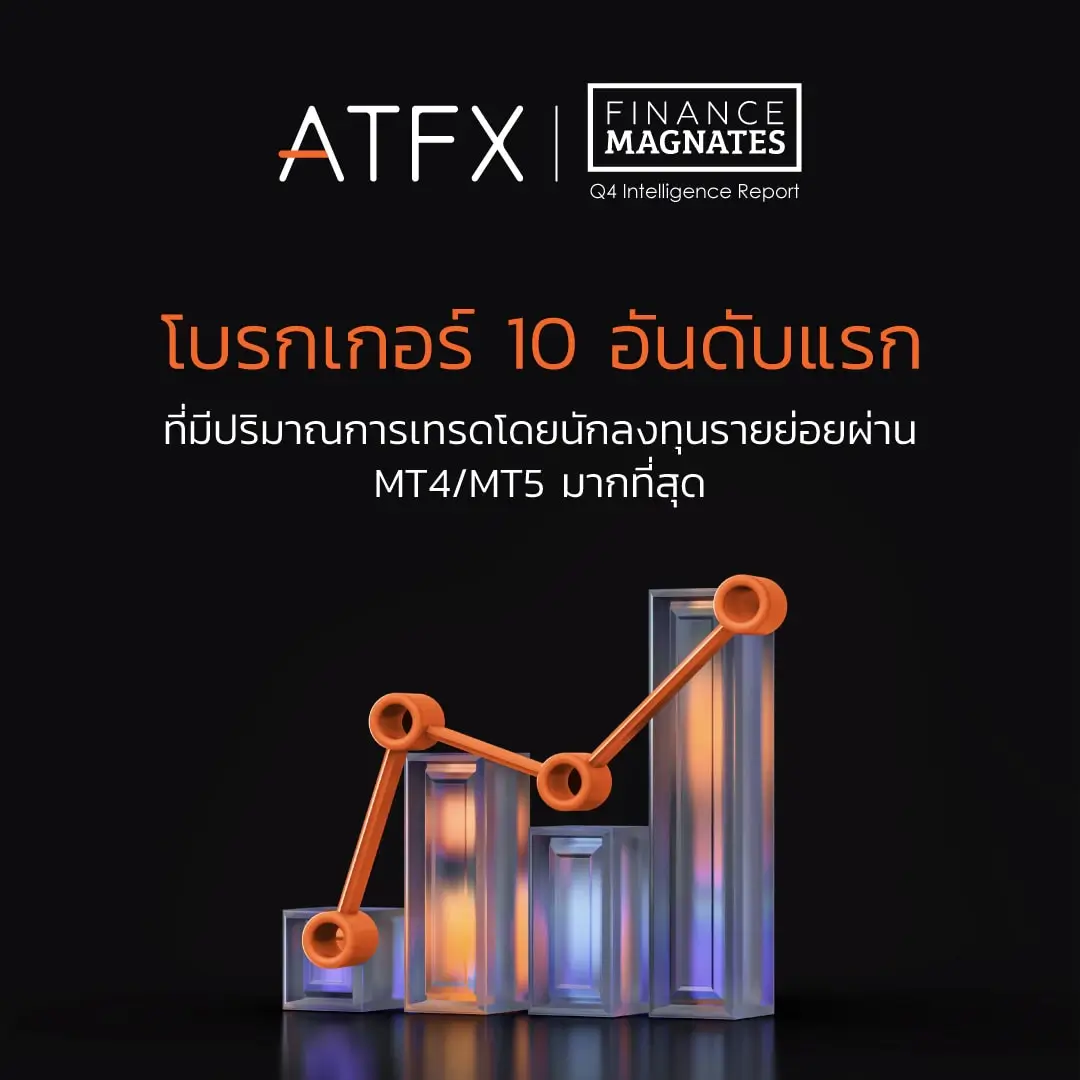 ATFX
FINANCE
MAGNATES
Q4 Intelligence Report
โบรกเกอร์ 10 อันดับแรก
ที่มีปริมาณการเทรดโดยนักลงทุนรายย่อยผ่าน
MT4/MT5 มากที่สุด